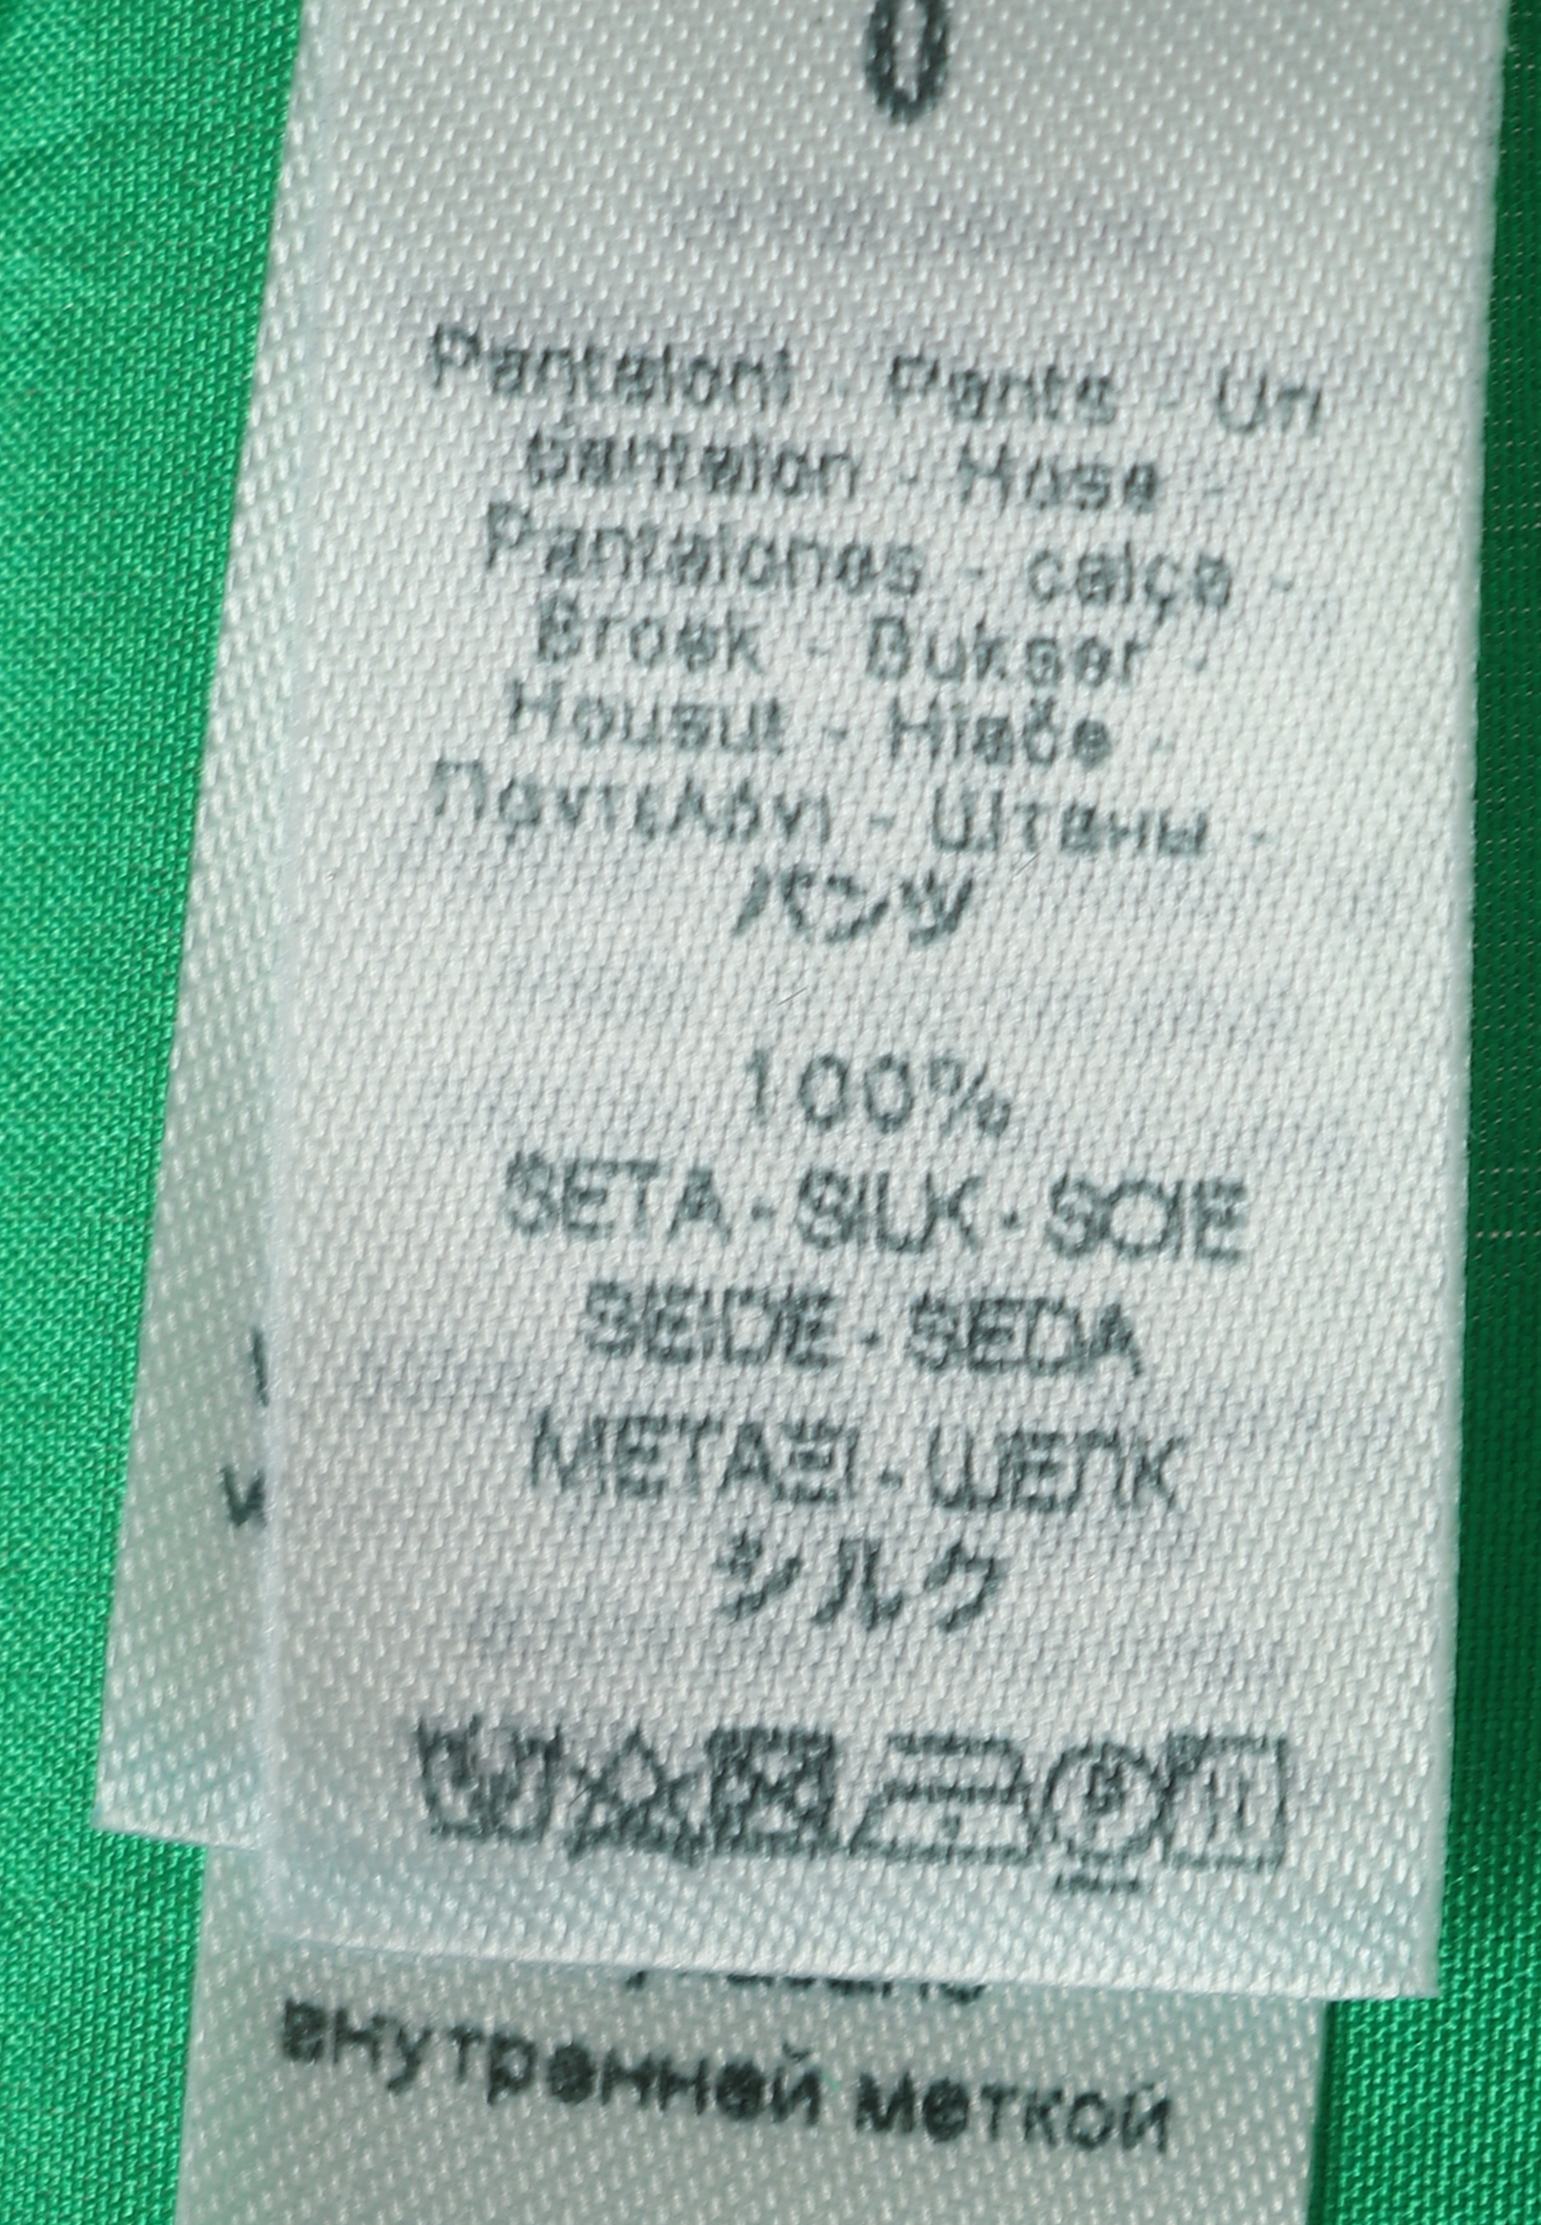 0
Pantaloni - Pants - Un
pantalon - Hose -
Pantalones - calça -
Broek - Bukser -
Housut - Hlače -
Παντελόνι - Штаны -
パンツ
100%
SETA - SILK - SOIE
SEIDE - SEDA
ΜΕΤΑΞΙ - ШЕЛК
シルク
P
внутренней меткой